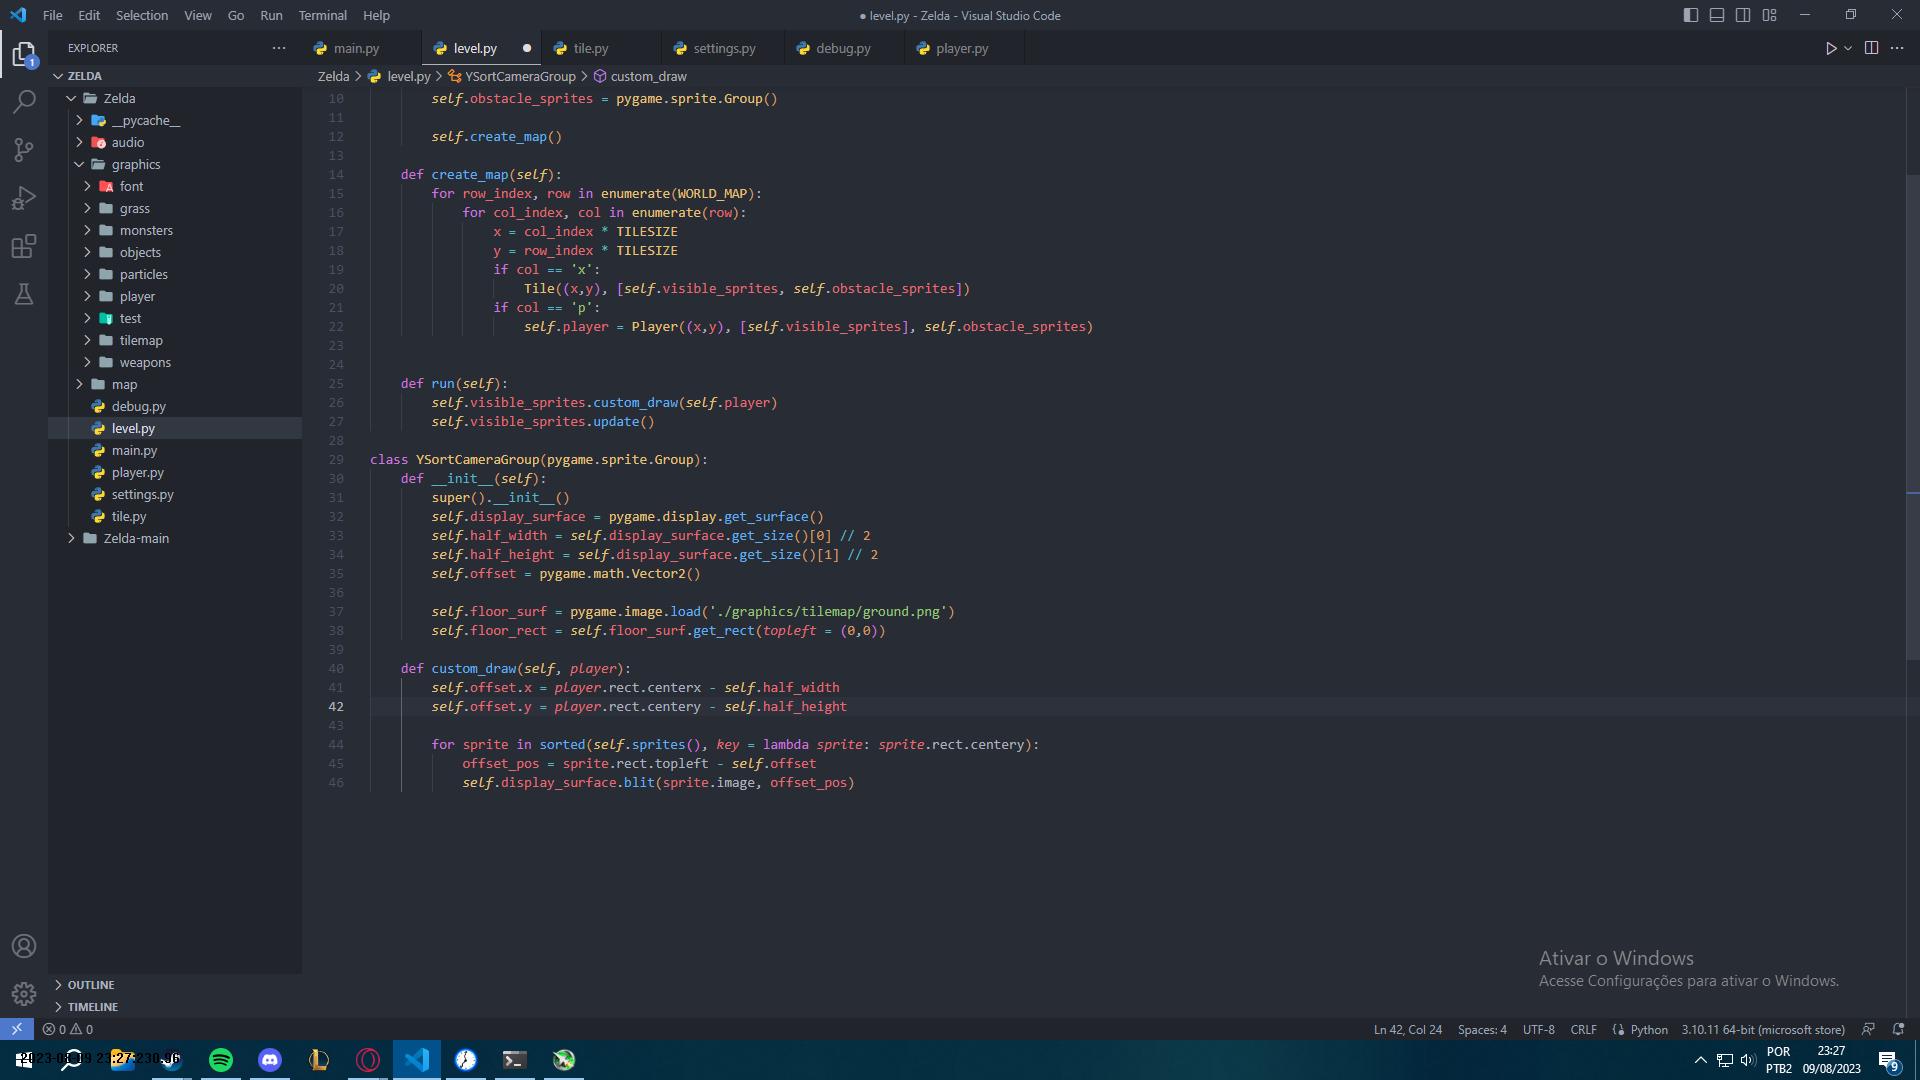 File Edit Selection View Go Run Terminal Help
● level.py - Zelda - Visual Studio Code
EXPLORER
main.py
level.py
tile.py
settings.py
debug.py
player.py
ZELDA
Zelda > level.py > YSortCameraGroup > custom_draw
Zelda
__pycache__
audio
graphics
font
grass
monsters
objects
particles
player
test
tilemap
weapons
map
debug.py
level.py
main.py
player.py
settings.py
tile.py
Zelda-main
OUTLINE
TIMELINE
10 self.obstacle_sprites = pygame.sprite.Group()
11
12 self.create_map()
13
14 def create_map(self):
15 for row_index, row in enumerate(WORLD_MAP):
16 for col_index, col in enumerate(row):
17 x = col_index * TILESIZE
18 y = row_index * TILESIZE
19 if col == 'x':
20 Tile((x,y), [self.visible_sprites, self.obstacle_sprites])
21 if col == 'p':
22 self.player = Player((x,y), [self.visible_sprites], self.obstacle_sprites)
23
24
25 def run(self):
26 self.visible_sprites.custom_draw(self.player)
27 self.visible_sprites.update()
28
29 class YSortCameraGroup(pygame.sprite.Group):
30 def __init__(self):
31 super().__init__()
32 self.display_surface = pygame.display.get_surface()
33 self.half_width = self.display_surface.get_size()[0] // 2
34 self.half_height = self.display_surface.get_size()[1] // 2
35 self.offset = pygame.math.Vector2()
36
37 self.floor_surf = pygame.image.load('./graphics/tilemap/ground.png')
38 self.floor_rect = self.floor_surf.get_rect(topleft = (0,0))
39
40 def custom_draw(self, player):
41 self.offset.x = player.rect.centerx - self.half_width
42 self.offset.y = player.rect.centery - self.half_height
43
44 for sprite in sorted(self.sprites(), key = lambda sprite: sprite.rect.centery):
45 offset_pos = sprite.rect.topleft - self.offset
46 self.display_surface.blit(sprite.image, offset_pos)
Ativar o Windows
Acesse Configurações para ativar o Windows.
0 0
Ln 42, Col 24 Spaces: 4 UTF-8 CRLF Python 3.10.11 64-bit (microsoft store)
POR
PTB2
23:27
09/08/2023
9
1